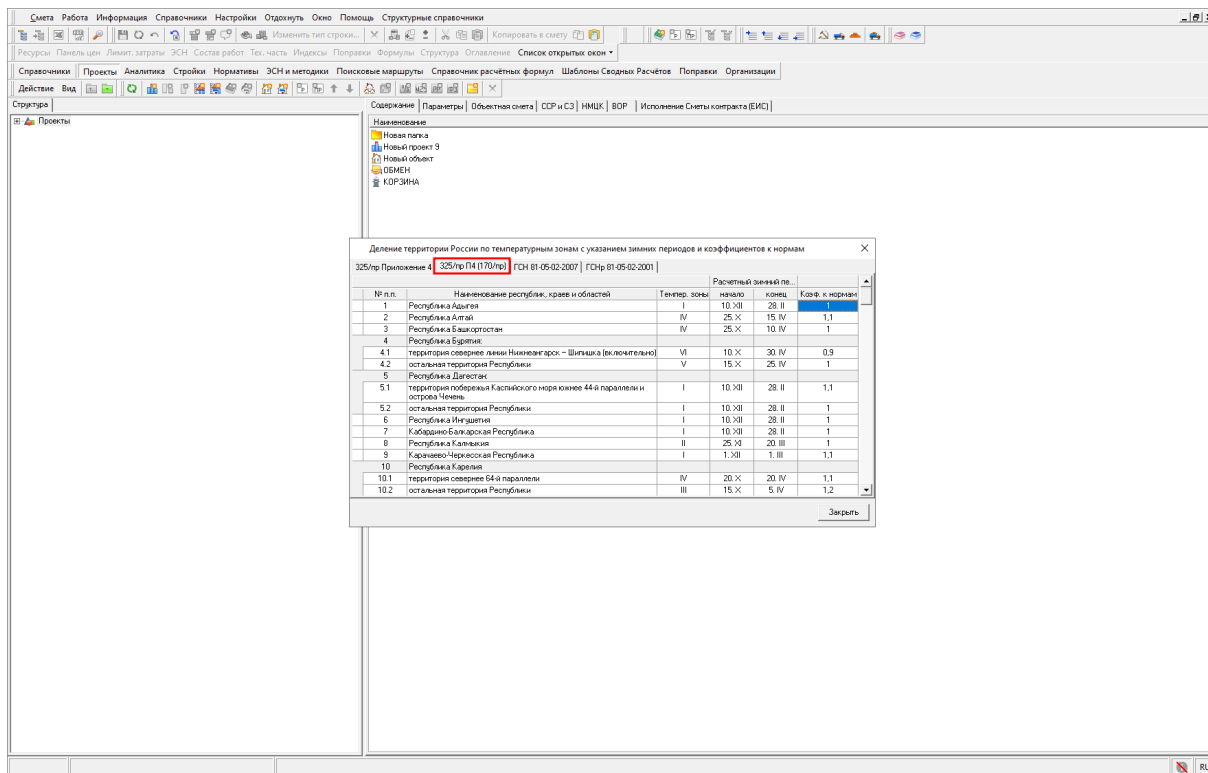 Смета Работа Информация Справочники Настройки Отдохнуть Окно Помощь Структурные справочники
Изменить тип строки... Копировать в смету
Ресурсы Панель цен Лимит. затраты ЭСН Состав работ Тех. часть Индексы Поправки Формулы Структура Оглавление Список открытых окон
Справочники Проекты Аналитика Стройки Нормативы ЭСН и методики Поисковые маршруты Справочник расчётных формул Шаблоны Сводных Расчётов Поправки Организации
Действие Вид
Структура
Содержание Параметры Объектная смета ССР и СЗ НМЦК ВОР Исполнение Сметы контракта (ЕИС)
Проекты
Наименование
Новая папка
Новый проект 9
Новый объект
ОБМЕН
КОРЗИНА
Деление территории России по температурным зонам с указанием зимних периодов и коэффициентов к нормам
325/пр Приложение 4 325/пр П4 (170/пр) ГСН 81-05-02-2007 ГСНр 81-05-02-2001
Расчетный зимний пе...
№ п.п. Наименование республик, краев и областей Темпер. зоны начало конец Коэф. к нормам
1 Республика Адыгея I 10. XII 28. II 1
2 Республика Алтай IV 25. X 15. IV 1,1
3 Республика Башкортостан IV 25. X 10. IV 1
4 Республика Бурятия:
4.1 территория севернее линии Нижнеангарск – Шипишка (включительно) VI 10. X 30. IV 0,9
4.2 остальная территория Республики V 15. X 25. IV 1
5 Республика Дагестан:
5.1 территория побережья Каспийского моря южнее 44-й параллели и острова Чечень I 10. XII 28. II 1,1
5.2 остальная территория Республики I 10. XII 28. II 1
6 Республика Ингушетия I 10. XII 28. II 1
7 Кабардино-Балкарская Республика I 10. XII 28. II 1
8 Республика Калмыкия II 25. XI 20. III 1
9 Карачаево-Черкесская Республика I 1. XII 1. III 1,1
10 Республика Карелия
10.1 территория севернее 64-й параллели IV 20. X 20. IV 1,1
10.2 остальная территория Республики III 15. X 5. IV 1,2
Закрыть
RU